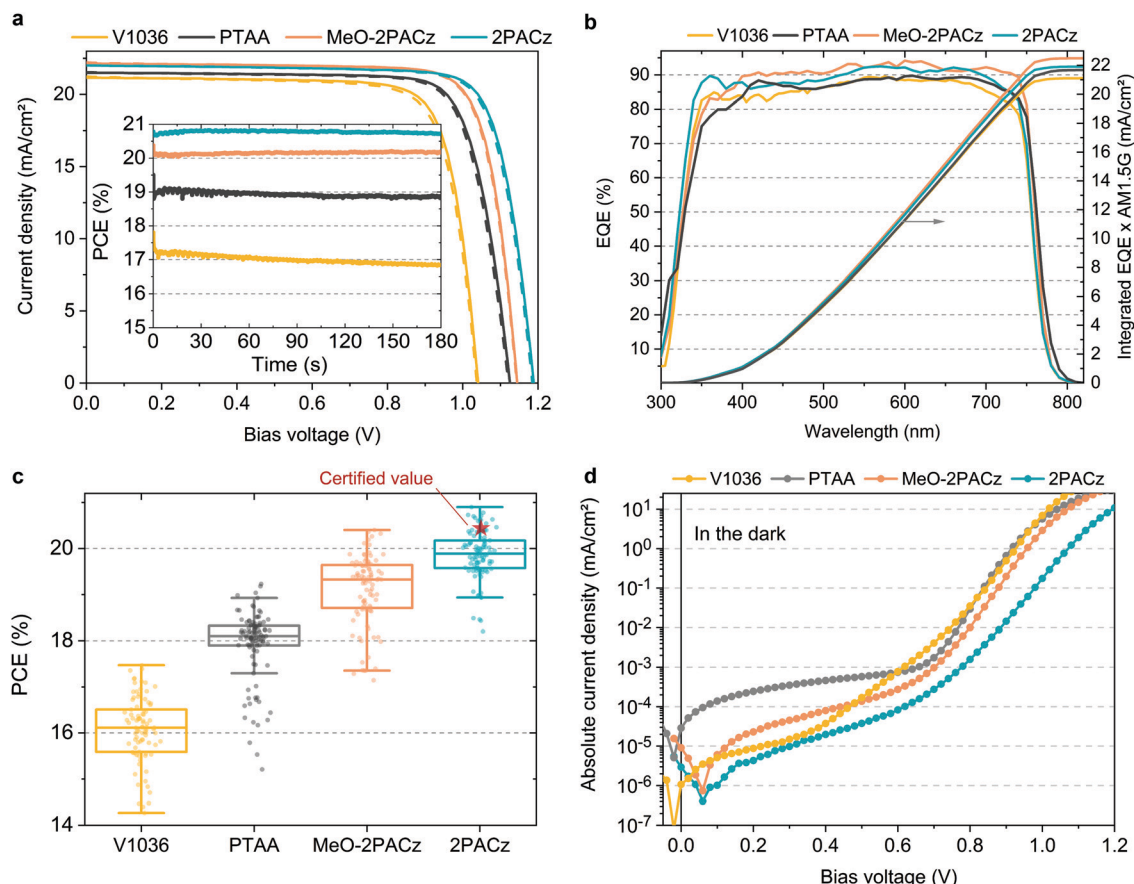 a
V1036 PTAA MeO-2PACz 2PACz
Current density (mA/cm²)
20
15
10
5
0
PCE (%)
21
20
19
18
17
16
15
0 30 60 90 120 150 180
Time (s)
0.0 0.2 0.4 0.6 0.8 1.0 1.2
Bias voltage (V)
b
V1036 PTAA MeO-2PACz 2PACz
EQE (%)
90
80
70
60
50
40
30
20
10
22
20
18
16
14
12
10
8
6
4
2
0
Integrated EQE x AM1.5G (mA/cm²)
300 400 500 600 700 800
Wavelength (nm)
c
Certified value
PCE (%)
20
18
16
14
V1036 PTAA MeO-2PACz 2PACz
d
V1036 PTAA MeO-2PACz 2PACz
In the dark
Absolute current density (mA/cm²)
10¹
10⁰
10⁻¹
10⁻²
10⁻³
10⁻⁴
10⁻⁵
10⁻⁶
10⁻⁷
0.0 0.2 0.4 0.6 0.8 1.0 1.2
Bias voltage (V)